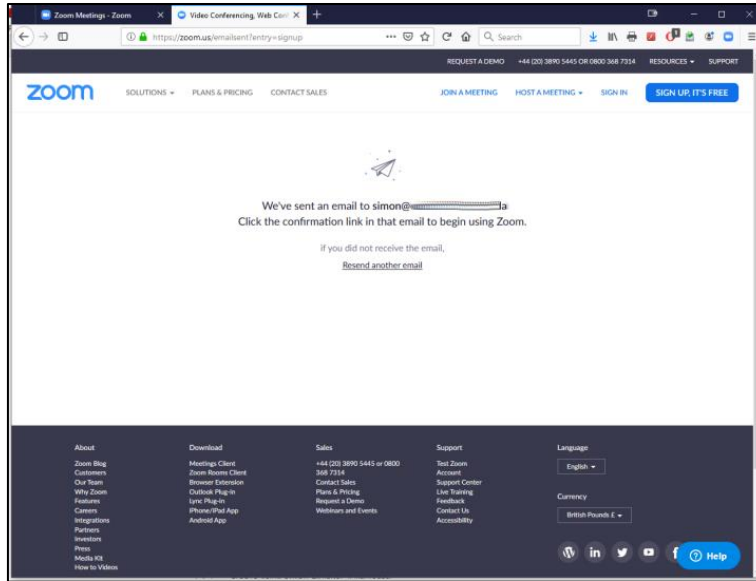 Zoom Meetings - Zoom
Video Conferencing, Web Conf
https://zoom.us/emailsent?entry=signup
Search
REQUEST A DEMO +44 (20) 3890 5445 OR 0800 368 7314 RESOURCES SUPPORT
zoom SOLUTIONS PLANS & PRICING CONTACT SALES JOIN A MEETING HOST A MEETING SIGN IN SIGN UP, IT'S FREE
We've sent an email to simon@ la
Click the confirmation link in that email to begin using Zoom.
if you did not receive the email,
Resend another email
About
Zoom Blog
Customers
Our Team
Why Zoom
Features
Careers
Integrations
Partners
Investors
Press
Media Kit
How to Videos
Download
Meetings Client
Zoom Rooms Client
Browser Extension
Outlook Plug-in
Lync Plug-in
iPhone/iPad App
Android App
Sales
+44 (20) 3890 5445 or 0800
368 7314
Contact Sales
Plans & Pricing
Request a Demo
Webinars and Events
Support
Test Zoom
Account
Support Center
Live Training
Feedback
Contact Us
Accessibility
Language
English
Currency
British Pounds £
in
Help